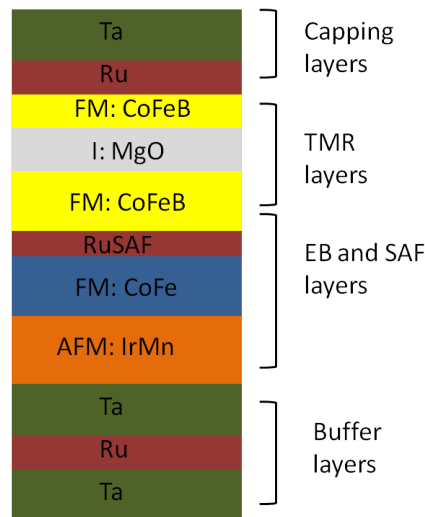 Ta
Ru
FM: CoFeB
I: MgO
FM: CoFeB
RuSAF
FM: CoFe
AFM: IrMn
Ta
Ru
Ta
Capping
layers
TMR
layers
EB and SAF
layers
Buffer
layers